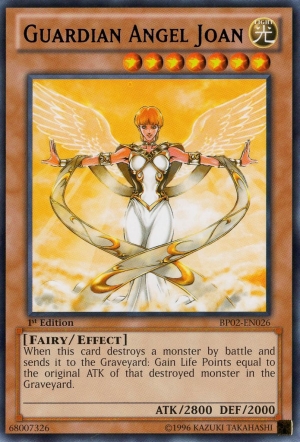 GUARDIAN ANGEL JOAN
LIGHT
光
1st Edition
BP02-EN026
[FAIRY/EFFECT]
When this card destroys a monster by battle and
sends it to the Graveyard: Gain Life Points equal to
the original ATK of that destroyed monster in the
Graveyard.
ATK/2800 DEF/2000
68007326
©1996 KAZUKI TAKAHASHI